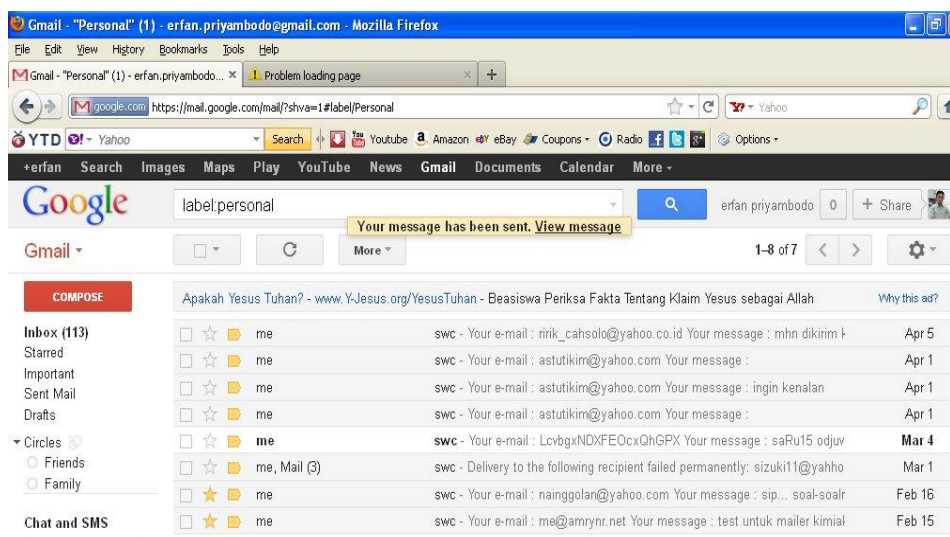 Gmail - "Personal" (1) - erfan.priyambodo@gmail.com - Mozilla Firefox
File Edit View History Bookmarks Tools Help
Gmail - "Personal" (1) - erfan.priyambodo... × Problem loading page × +
google.com https://mail.google.com/mail/?shva=1#label/Personal Yahoo
YTD Yahoo Search Youtube Amazon eBay Coupons Radio Options
+erfan Search Images Maps Play YouTube News Gmail Documents Calendar More
Google label:personal erfan priyambodo 0 + Share
Your message has been sent. View message
Gmail More 1–8 of 7
COMPOSE
Apakah Yesus Tuhan? - www.Y-Jesus.org/YesusTuhan - Beasiswa Periksa Fakta Tentang Klaim Yesus sebagai Allah Why this ad?
Inbox (113)
Starred
Important
Sent Mail
Drafts
Circles
Friends
Family
Chat and SMS
me swc - Your e-mail : ririk_cahsolo@yahoo.co.id Your message : mhn dikirim Apr 5
me swc - Your e-mail : astutikim@yahoo.com Your message : Apr 1
me swc - Your e-mail : astutikim@yahoo.com Your message : ingin kenalan Apr 1
me swc - Your e-mail : astutikim@yahoo.com Your message : Apr 1
me swc - Your e-mail : LcvbgxNDXFEOcxQhGPX Your message : saRu15 odjuv Mar 4
me, Mail (3) swc - Delivery to the following recipient failed permanently: sizuki11@yahho Mar 1
me swc - Your e-mail : nainggolan@yahoo.com Your message : sip... Feb 16
me swc - Your e-mail : me@amrynr.net Your message : test untuk mailer Feb 15